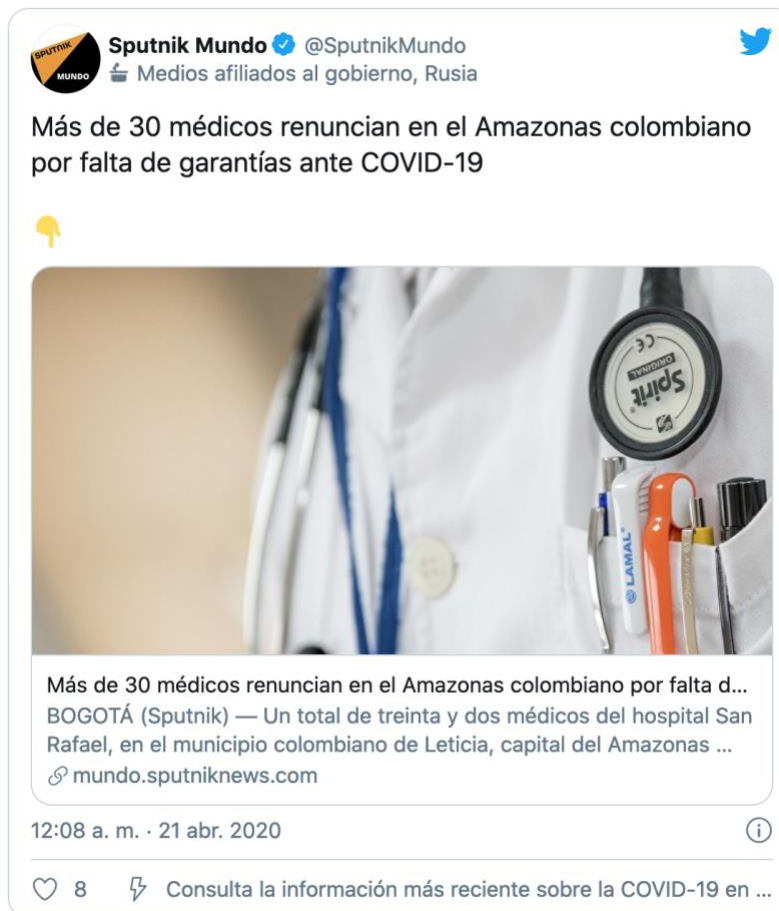 SPUTNIK
MUNDO
Sputnik Mundo @SputnikMundo
Medios afiliados al gobierno, Rusia
Más de 30 médicos renuncian en el Amazonas colombiano
por falta de garantías ante COVID-19
CE
ORIGINAL
Spirit
LAMAL
Más de 30 médicos renuncian en el Amazonas colombiano por falta d...
BOGOTÁ (Sputnik) — Un total de treinta y dos médicos del hospital San
Rafael, en el municipio colombiano de Leticia, capital del Amazonas ...
mundo.sputniknews.com
12:08 a. m. · 21 abr. 2020
8 Consulta la información más reciente sobre la COVID-19 en ...